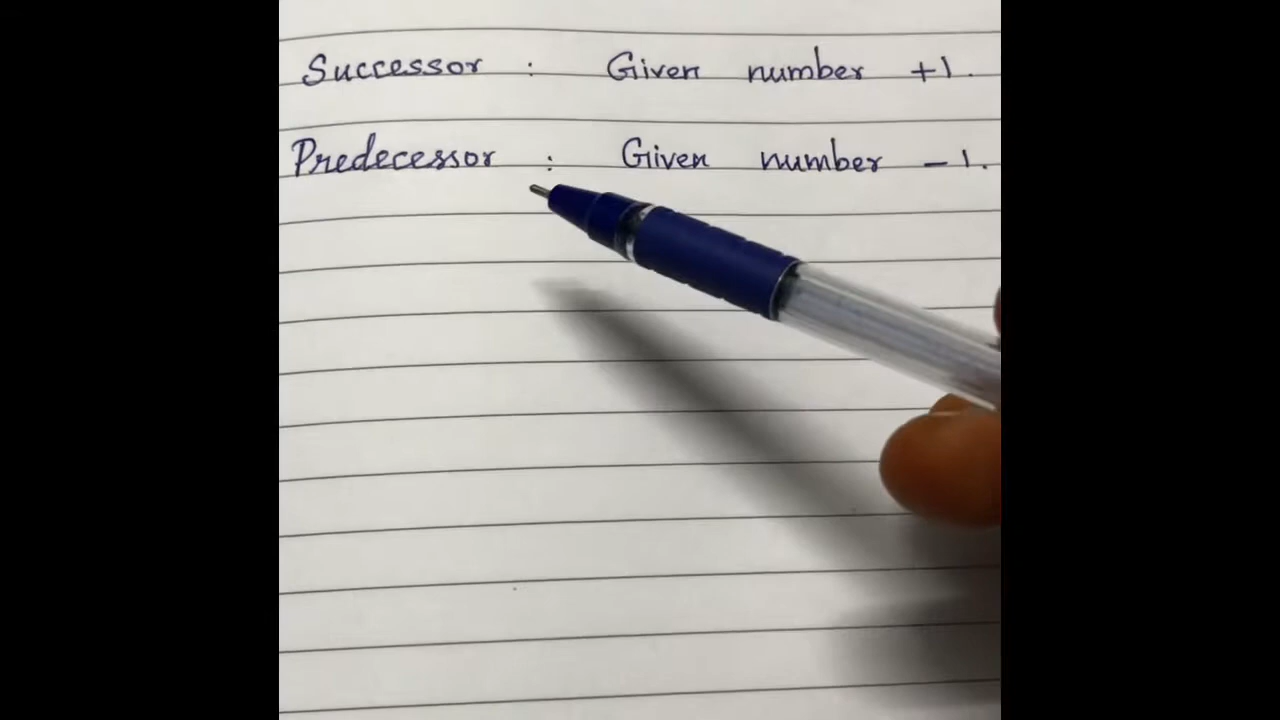 Successor : Given number +1.
Predecessor : Given number -1.